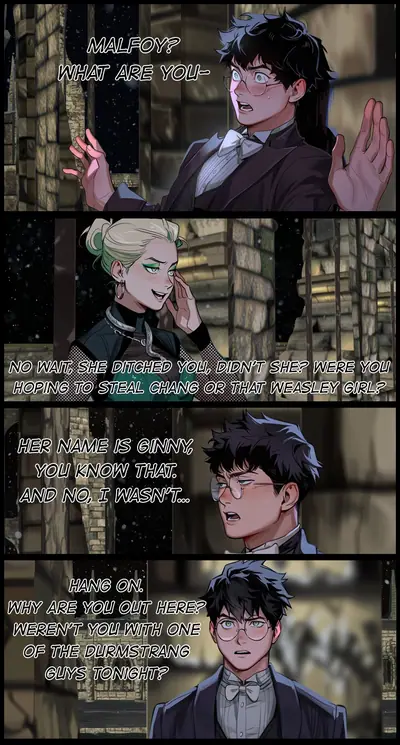 MALFOY?
WHAT ARE YOU-
NO WAIT, SHE DITCHED YOU, DIDN'T SHE? WERE YOU
HOPING TO STEAL CHANG OR THAT WEASLEY GIRL?
HER NAME IS GINNY,
YOU KNOW THAT.
AND NO, I WASN'T...
HANG ON.
WHY ARE YOU OUT HERE?
WEREN'T YOU WITH ONE
OF THE DURMSTRANG
GUYS TONIGHT?